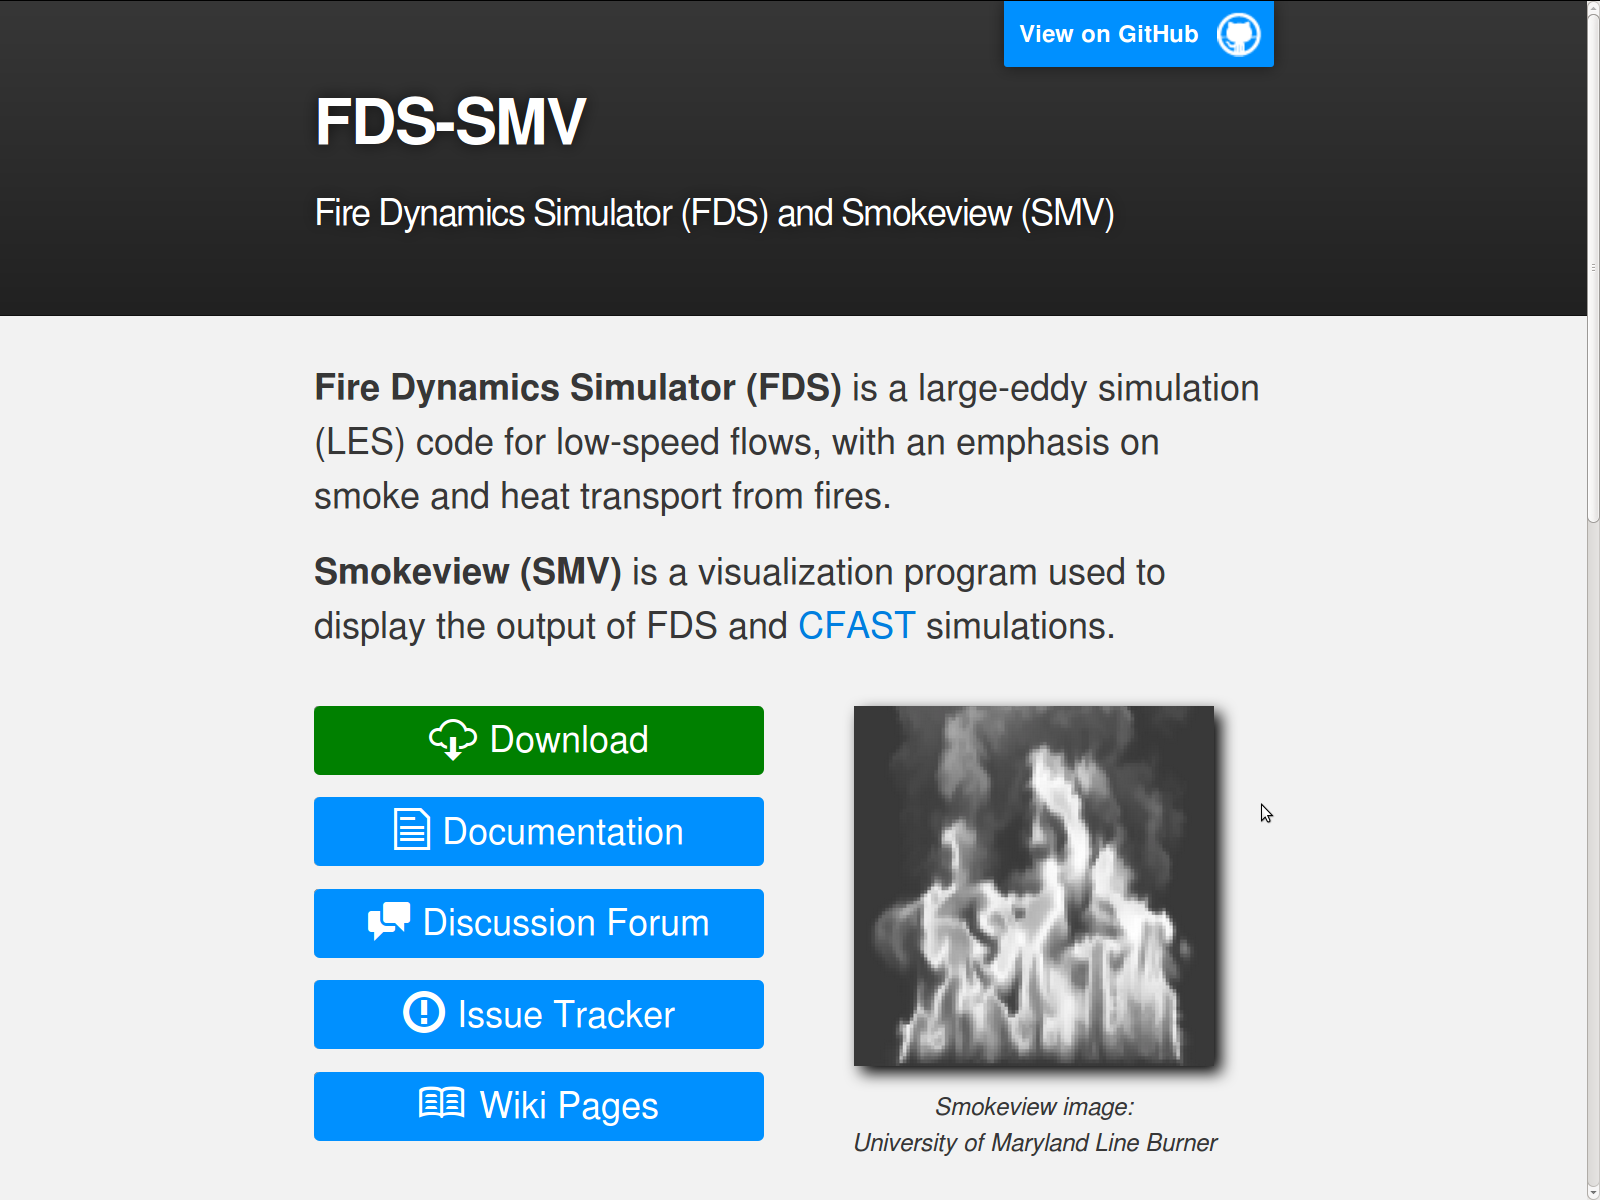 View on GitHub
FDS-SMV
Fire Dynamics Simulator (FDS) and Smokeview (SMV)
Fire Dynamics Simulator (FDS) is a large-eddy simulation
(LES) code for low-speed flows, with an emphasis on
smoke and heat transport from fires.
Smokeview (SMV) is a visualization program used to
display the output of FDS and CFAST simulations.
Download
Documentation
Discussion Forum
Issue Tracker
Wiki Pages
Smokeview image:
University of Maryland Line Burner